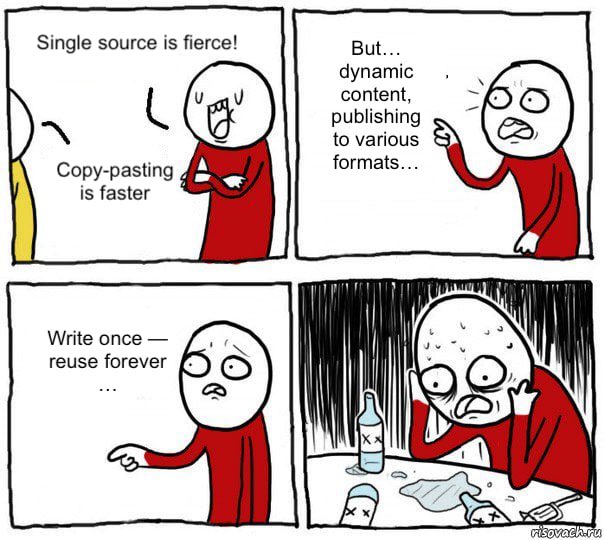 Single source is fierce!
Copy-pasting
is faster
But…
dynamic
content,
publishing
to various
formats…
Write once —
reuse forever
…
x x
x x
x x
risovach.ru